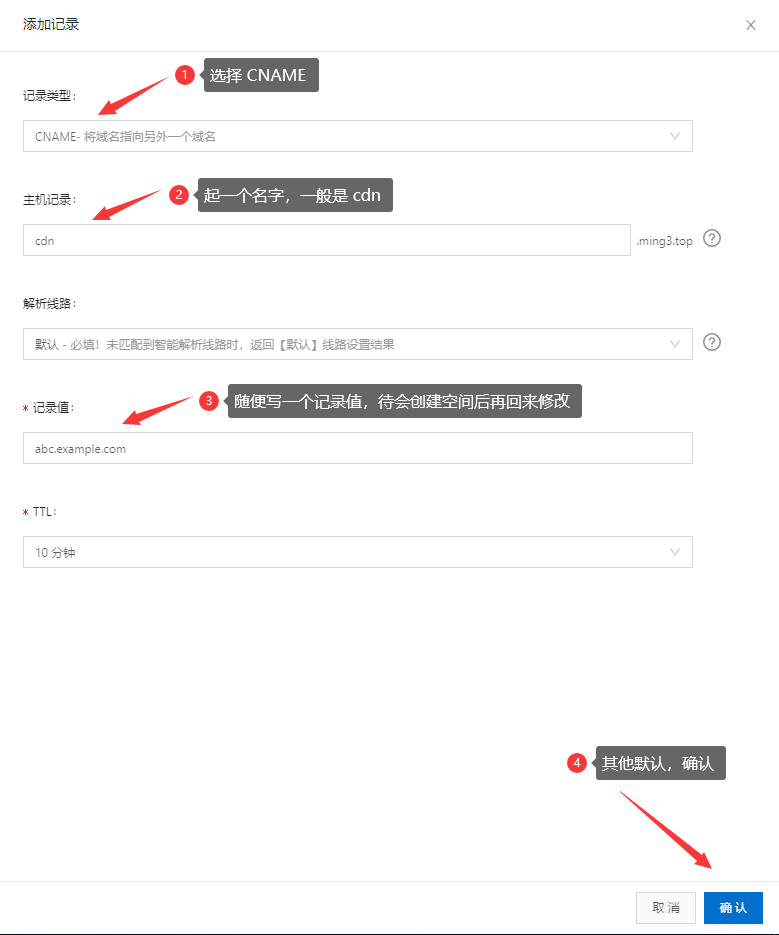 添加记录
1 选择 CNAME
记录类型:
CNAME- 将域名指向另外一个域名
2 起一个名字，一般是 cdn
主机记录:
cdn .ming3.top
解析线路:
默认 - 必填！未匹配到智能解析线路时，返回【默认】线路设置结果
3 随便写一个记录值，待会创建空间后再回来修改
* 记录值:
abc.example.com
* TTL:
10 分钟
4 其他默认，确认
取消 确认